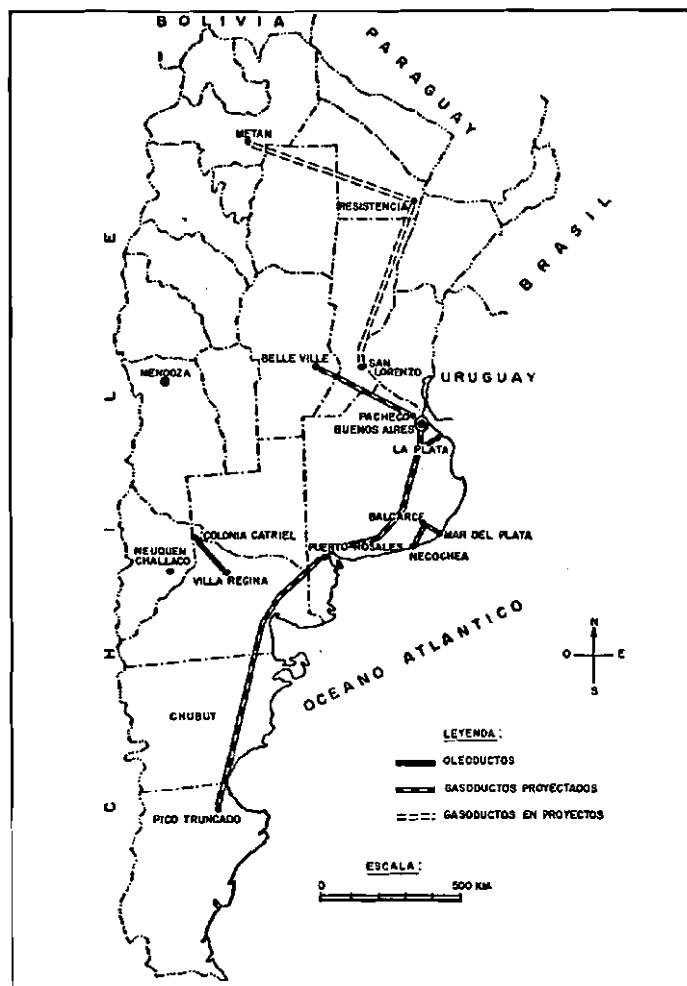 BOLIVIA
PARAGUAY
METAN
RESISTENCIA
BRASIL
BELLE VILLE
SAN
LORENZO
MENDOZA
URUGUAY
PACHECO
BUENOS AIRES
LA PLATA
BALCARCE
COLONIA CATRIEL
MAR DEL PLATA
NEUQUEN
CHALLACO
PUERTO ROSALES
NECOCHEA
VILLA REGINA
OCEANO ATLANTICO
N
O
E
S
CHUBUT
CHILE
PICO TRUNCADO
LEYENDA:
OLEODUCTOS
GASODUCTOS PROYECTADOS
GASODUCTOS EN PROYECTOS
ESCALA:
0
500 KM